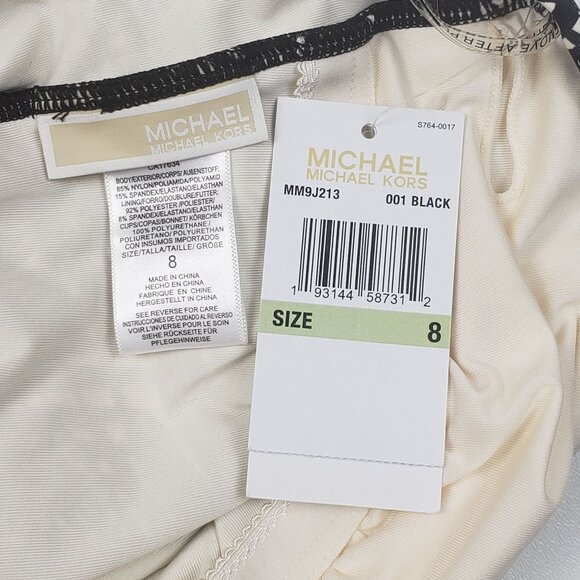 MICHAEL
MICHAEL KORS
CA17634
BODY/EXTERIOR/CORPS/ AUßENSTOFF:
85% NYLON/POLIAMIDA/POLYAMID
15% SPANDEX/ELASTANO/ELASTHAN
LINING/FORRO/DOUBLURE/FUTTER:
92% POLYESTER/POLIESTER/
8% SPANDEX/ELASTANO/ELASTHAN
CUPS/COPAS/BONNET/ KÖRBCHEN
100% POLYURETHANE /
POLIURETANO/ POLYURETHAN
CON INSUMOS IMPORTADOS
SIZE/TALLA/TAILLE/ GRÖSE
8
MADE IN CHINA
HECHO EN CHINA
FABRIQUÉ EN CHINE
HERGESTELLT IN CHINA
SEE REVERSE FOR CARE
INSTRUCCIONES DE CUIDADO AL REVERSO
VOIR L'INVERSE POUR LE SOIN
SIEHE RÜCKSEITE FÜR
PFLEGEHINWEISE
S764-0017
MICHAEL
MICHAEL KORS
MM9J213 001 BLACK
1 93144 58731 2
SIZE 8
AFTER